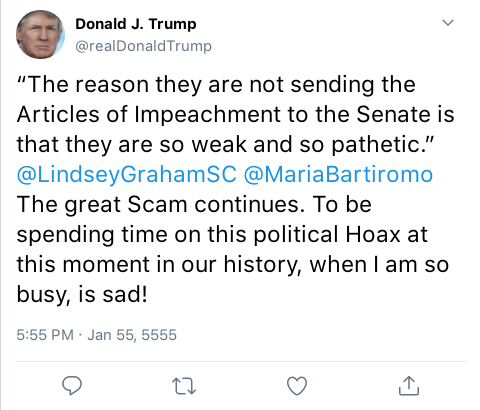 Donald J. Trump
@realDonaldTrump
“The reason they are not sending the
Articles of Impeachment to the Senate is
that they are so weak and so pathetic.”
@LindseyGrahamSC @MariaBartiromo
The great Scam continues. To be
spending time on this political Hoax at
this moment in our history, when I am so
busy, is sad!
5:55 PM · Jan 55, 5555